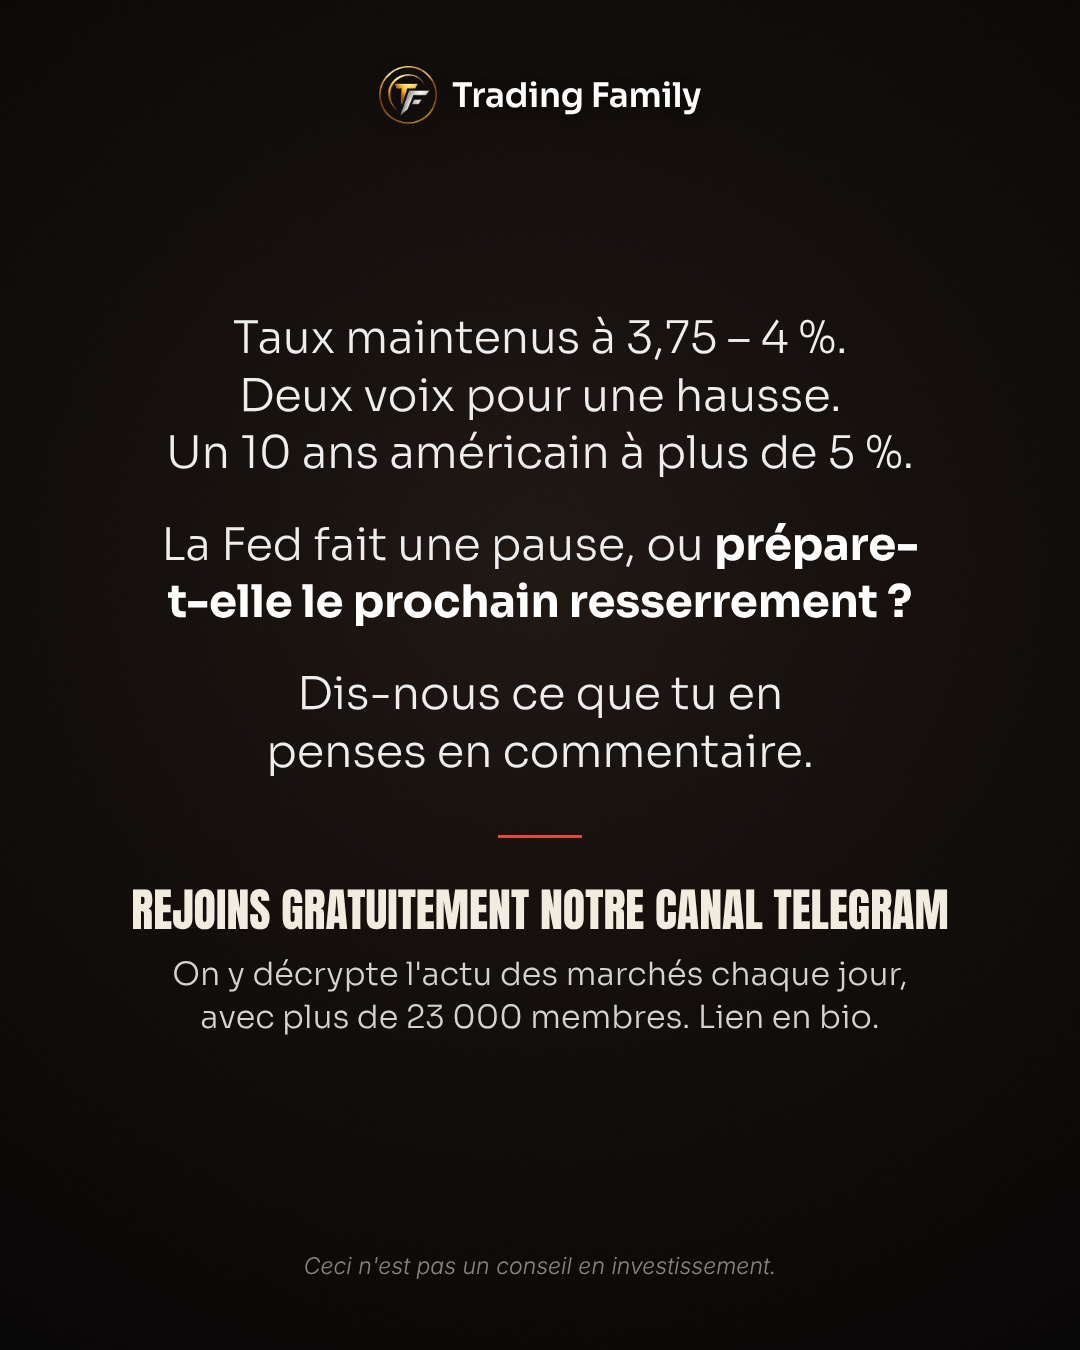 TF Trading Family
Taux maintenus à 3,75 – 4 %.
Deux voix pour une hausse.
Un 10 ans américain à plus de 5 %.
La Fed fait une pause, ou prépare-
t-elle le prochain resserrement ?
Dis-nous ce que tu en
penses en commentaire.
REJOINS GRATUITEMENT NOTRE CANAL TELEGRAM
On y décrypte l'actu des marchés chaque jour,
avec plus de 23 000 membres. Lien en bio.
Ceci n'est pas un conseil en investissement.